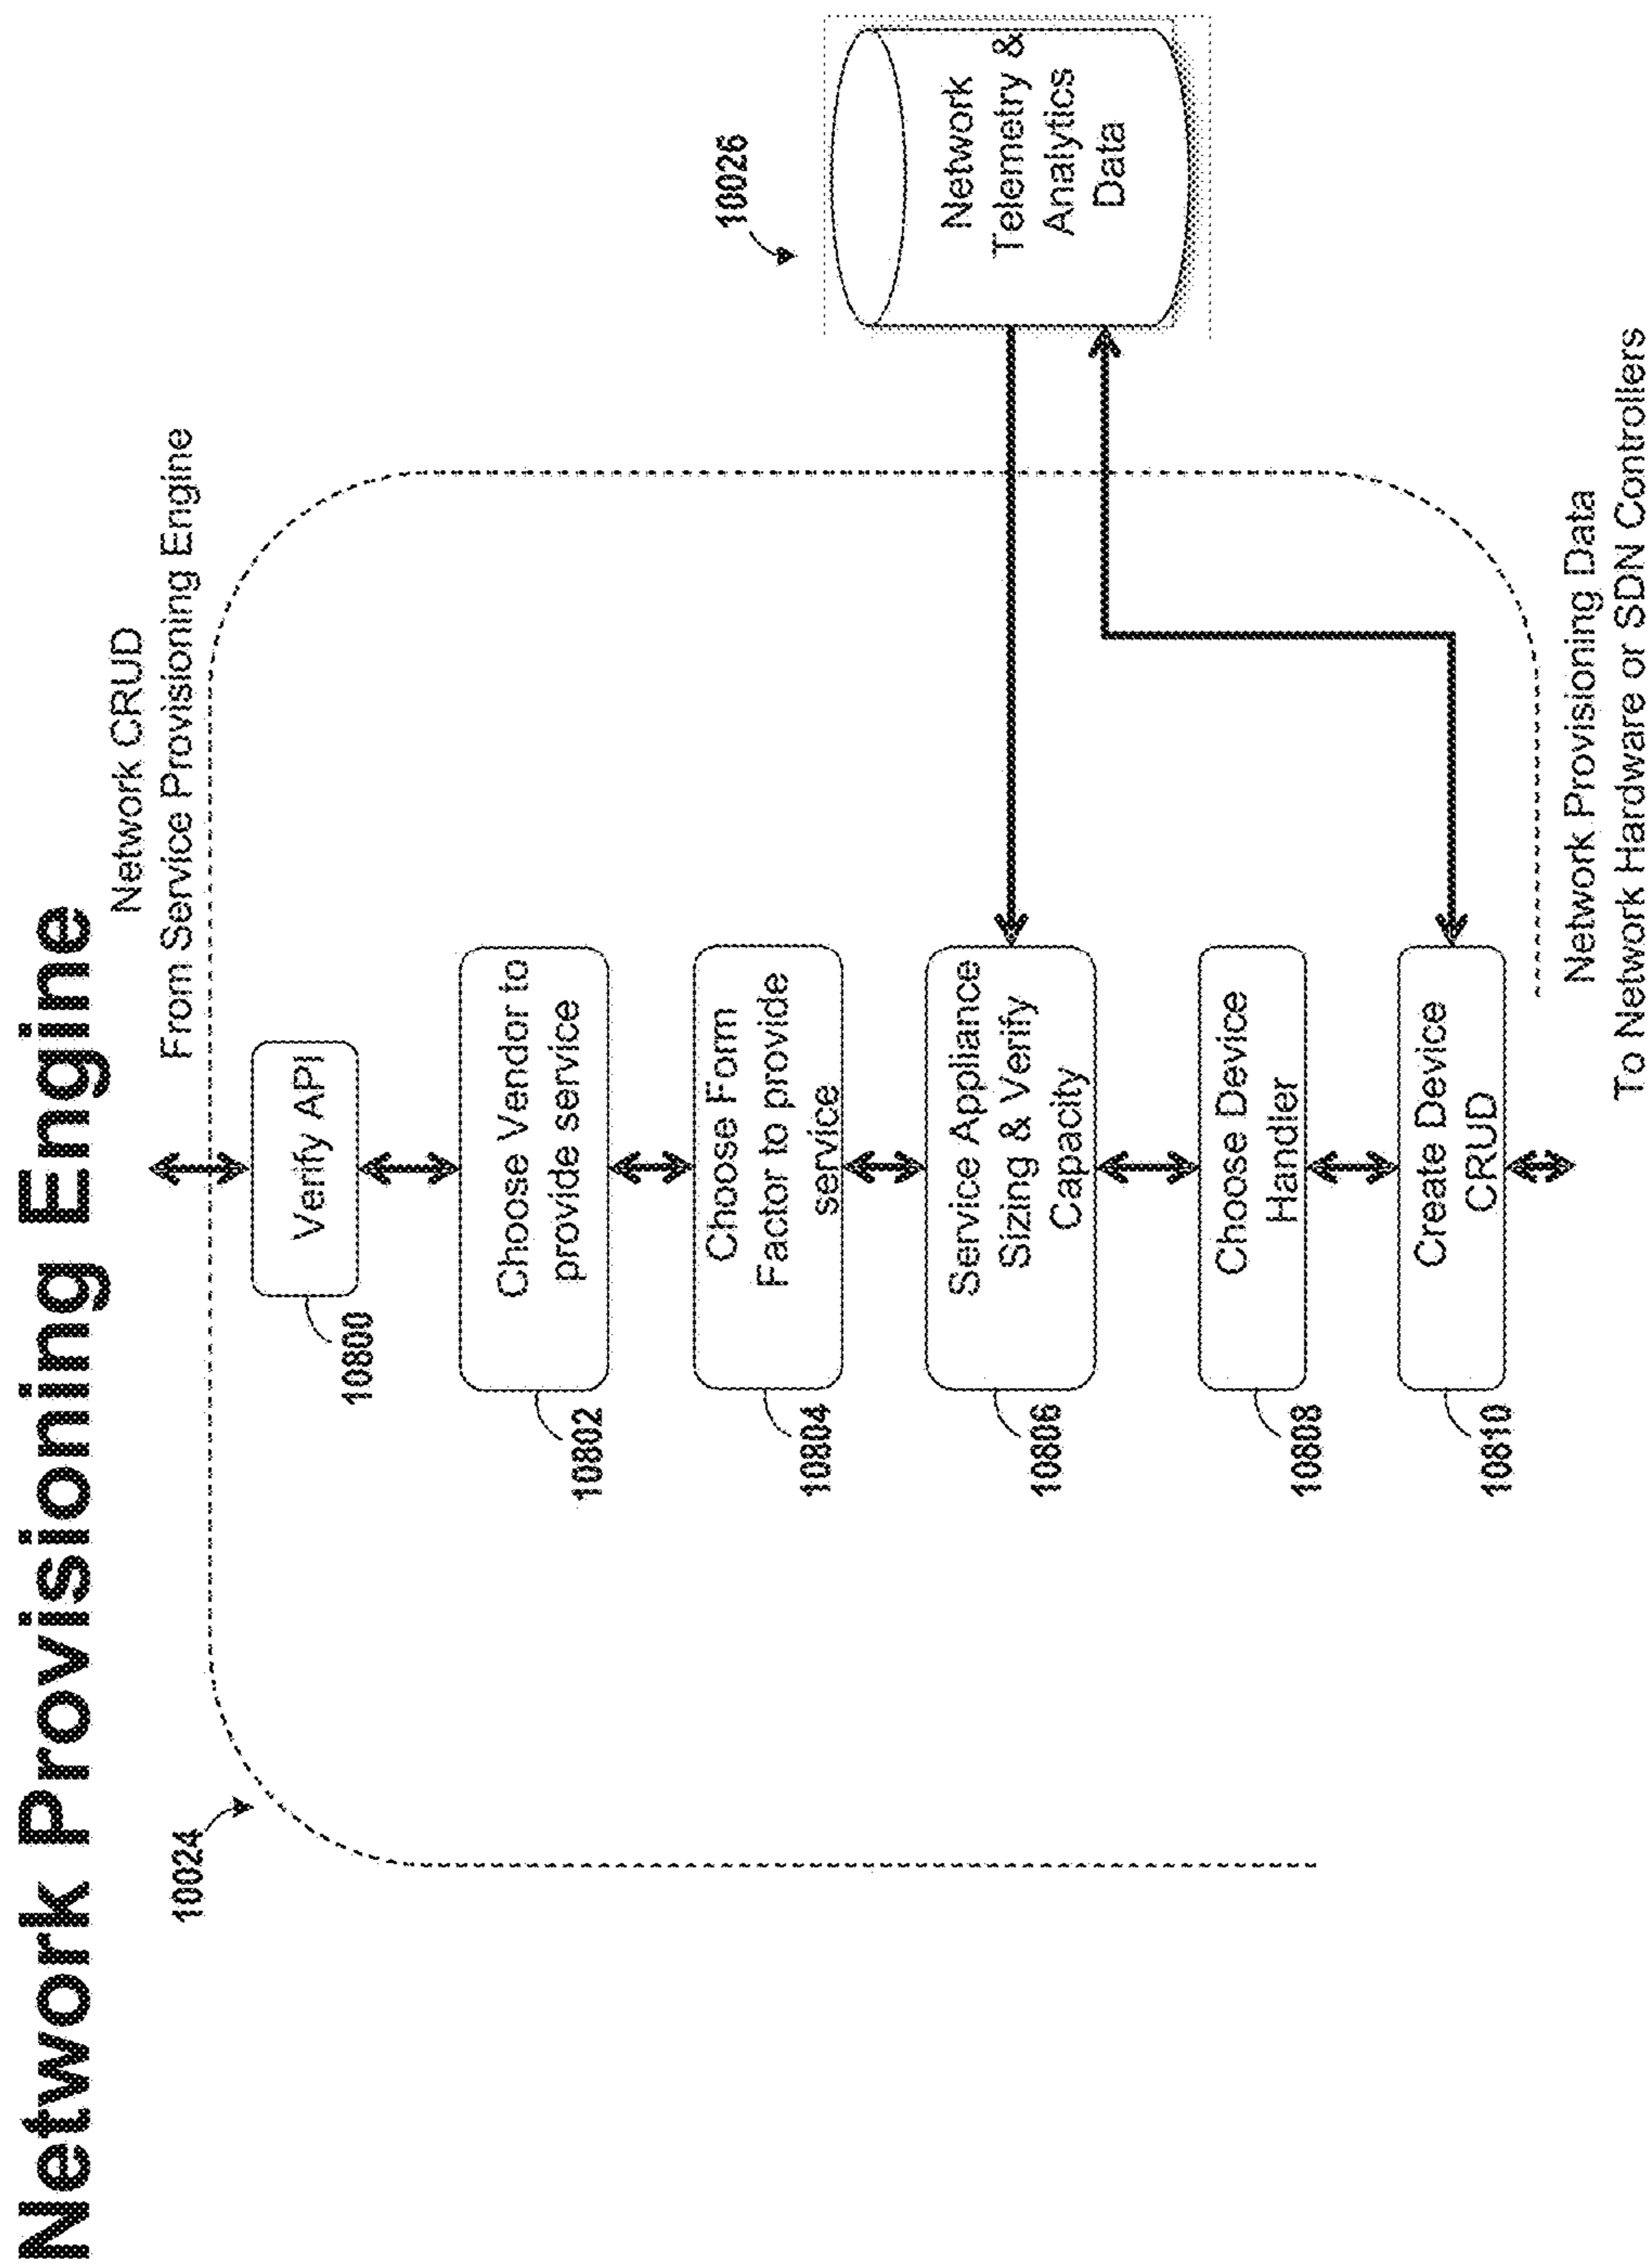 Network Provisioning Engine
Network CRUD
From Service Provisioning Engine
10024
Verify API
10800
Choose Vendor to
provide service
10802
Choose Form
Factor to provide
service
10804
10026
Network
Telemetry &
Analytics
Data
Service Appliance
Sizing & Verify
Capacity
10806
Choose Device
Handler
10808
Create Device
CRUD
10810
Network Provisioning Data
To Network Hardware or SDN Controllers